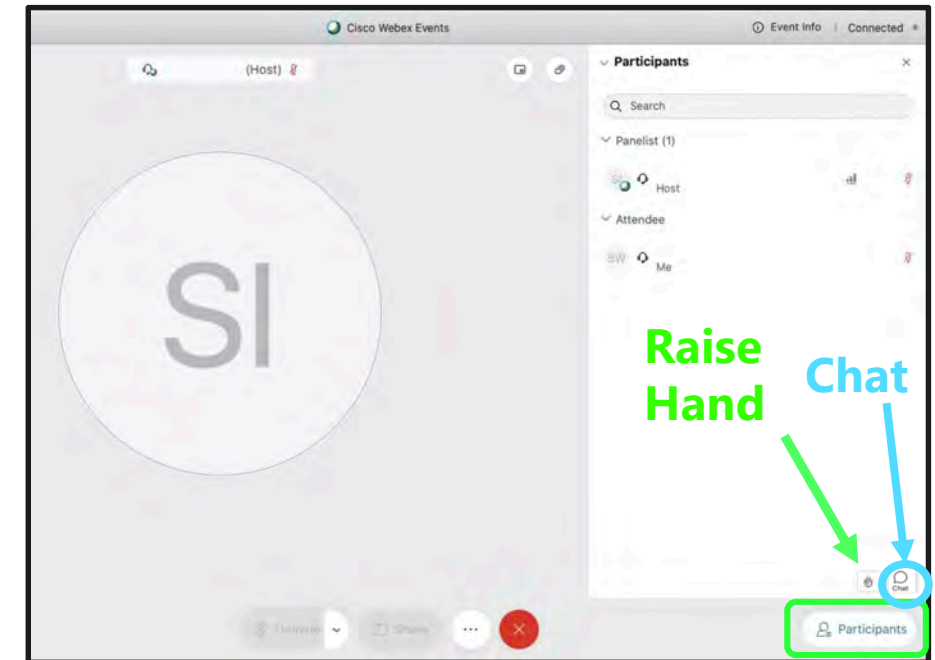 Cisco Webex Events
Event Info
Connected
(Host)
Participants
Search
Panelist (1)
Host
Attendee
SW
Me
SI
Raise
Hand
Chat
Chat
Share
Participants